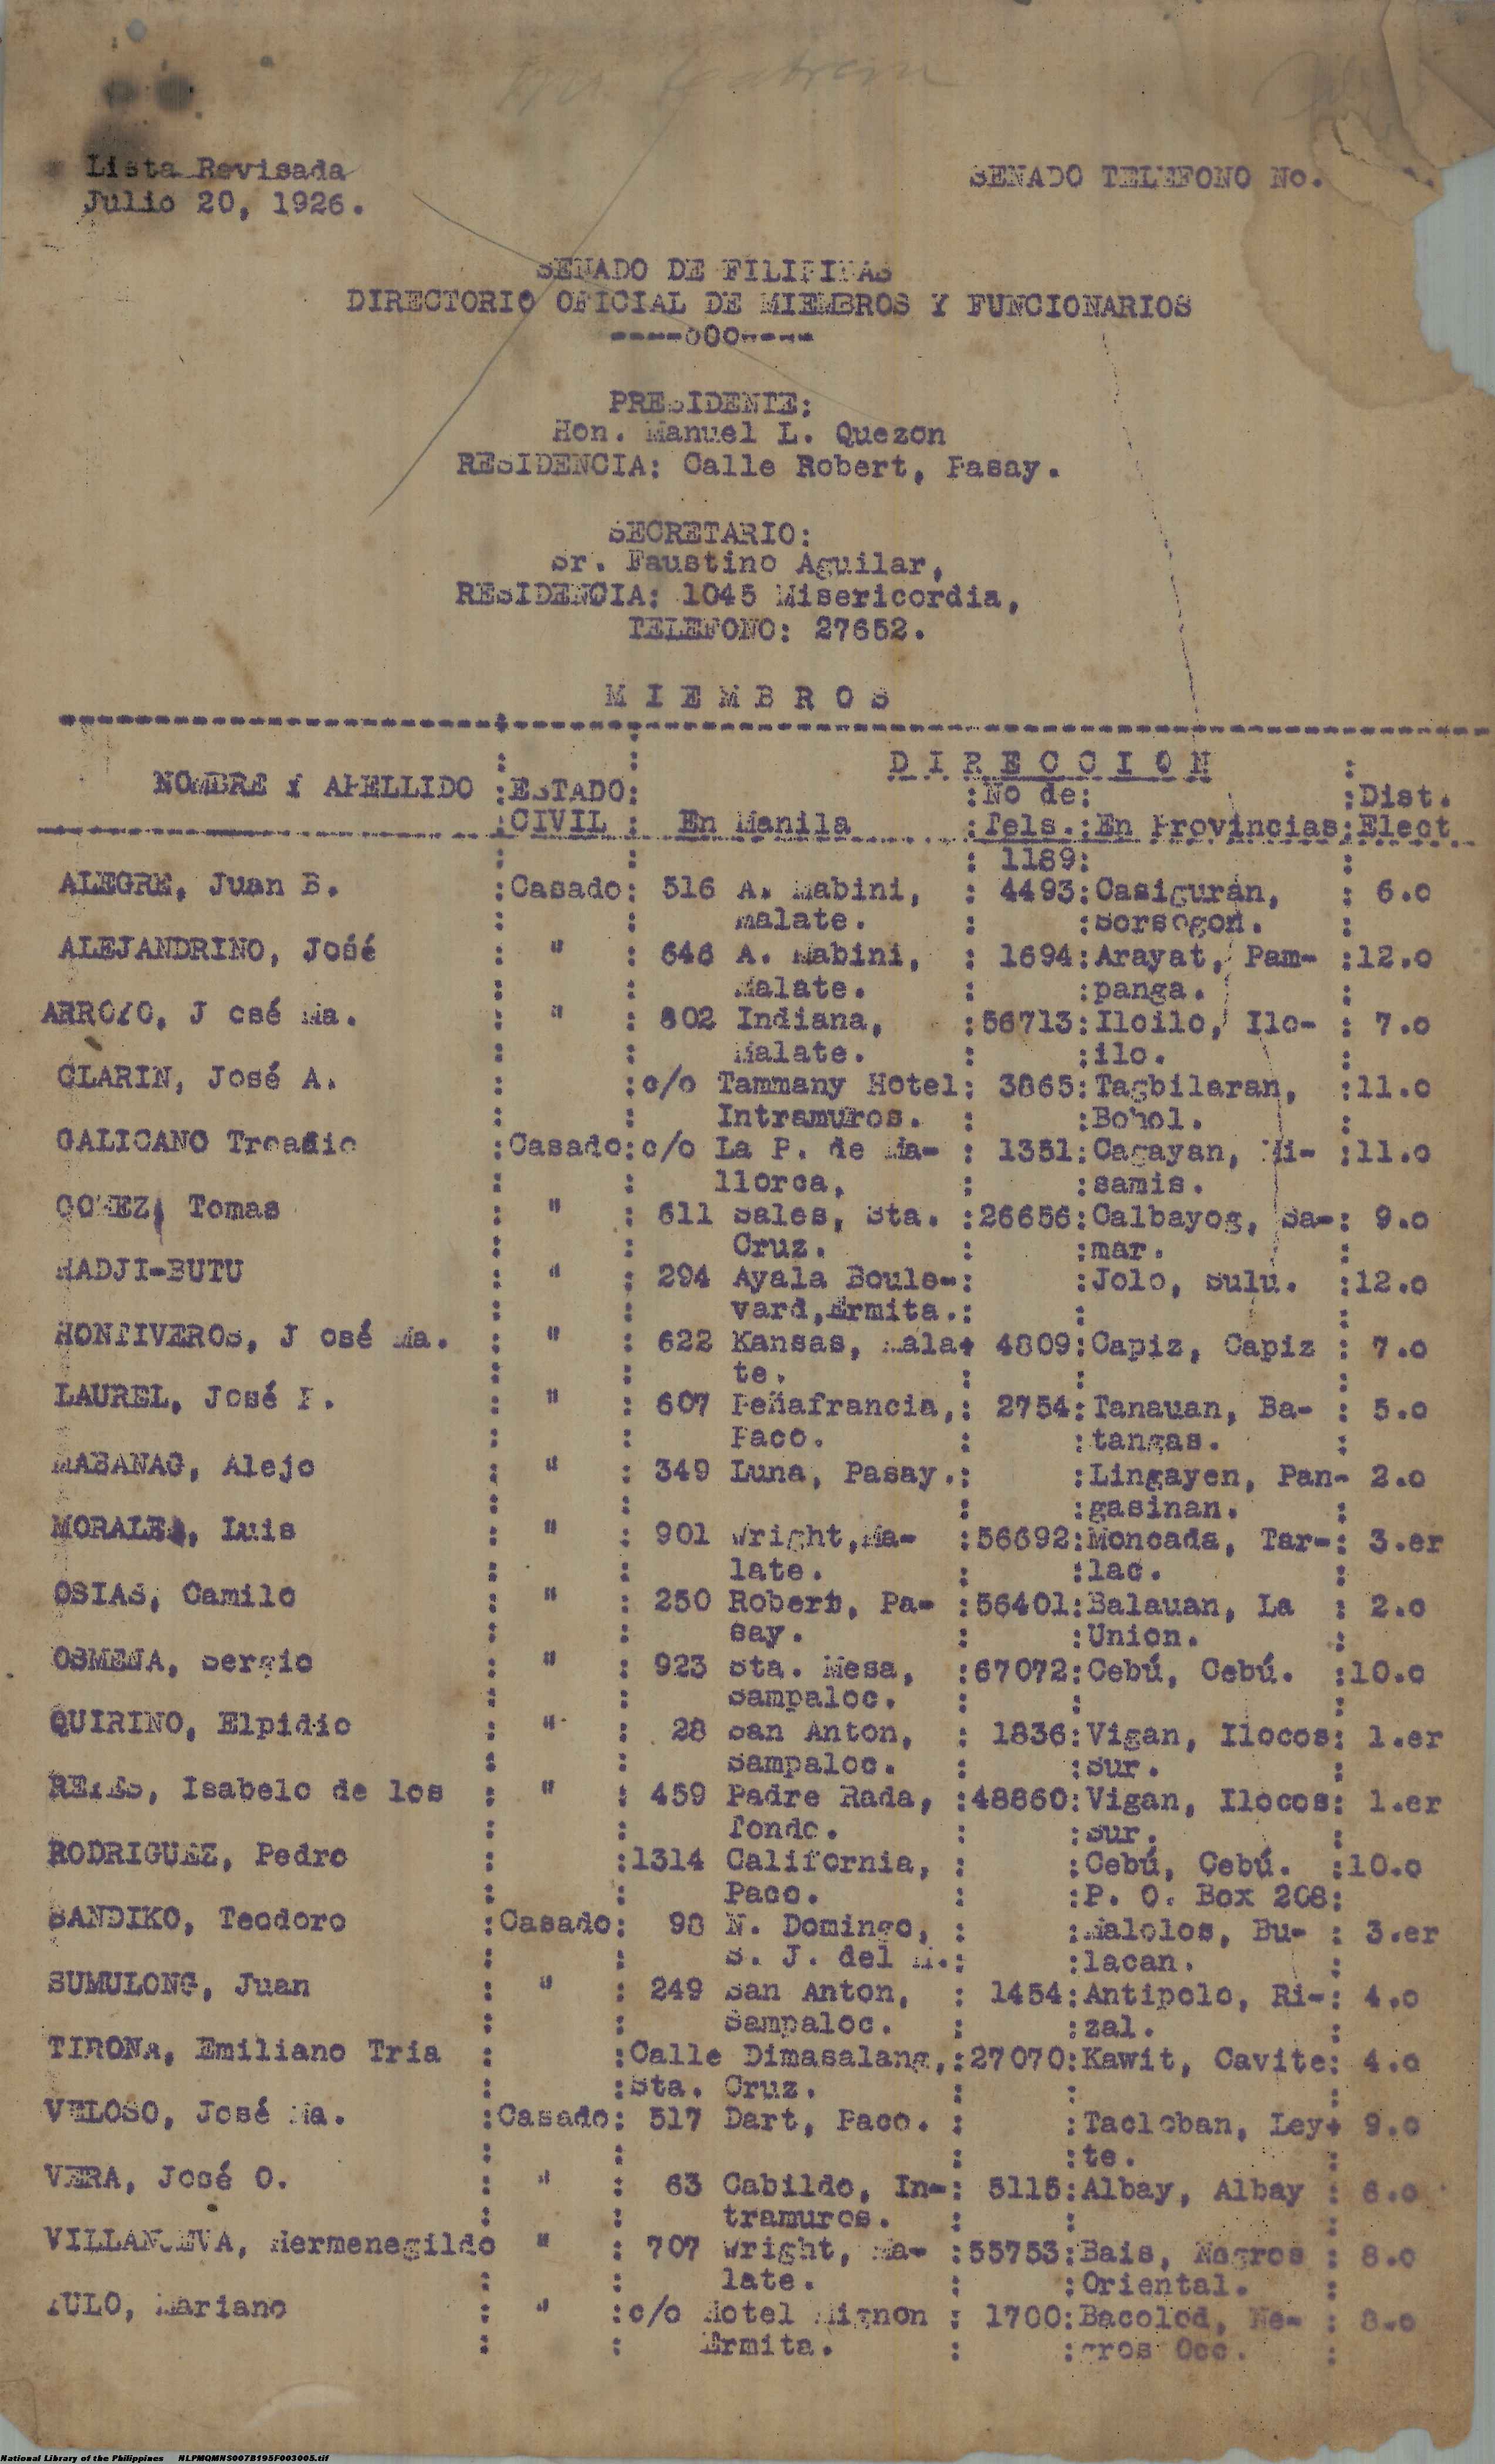 Lista Revisada
Julio 20, 1926.
SENADO TELEFONO No.
SENADO DE FILIPINAS
DIRECTORIO OFICIAL DE MIEMBROS Y FUNCIONARIOS
-----o0o-----
PRESIDENTE:
Hon. Manuel L. Quezon
RESIDENCIA: Calle Robert, Pasay.
SECRETARIO:
Sr. Faustino Aguilar,
RESIDENCIA: 1045 Misericordia,
TELEFONO: 27652.
M I E M B R O S
: : D I R E C C I O N :
NOMBRE Y APELLIDO :ESTADO: :No de: :Dist.
:CIVIL : En Manila :Tels.:En Provincias:Elect
: : : 1189: :
ALEGRE, Juan B. :Casado: 516 A. Mabini, : 4493:Casigurán, : 6.o
: : Malate. : :Sorsogon. :
ALEJANDRINO, José : " : 646 A. Mabini, : 1694:Arayat, Pam- :12.o
: : Malate. : :panga. :
ARROYO, J osé Ma. : " : 802 Indiana, :56713:Iloilo, Ilo- : 7.o
: : Malate. : :ilo. :
CLARIN, José A. : :c/o Tammany Hotel: 3865:Tagbilaran, :11.o
: : Intramuros. : :Bohol. :
GALICANO Troadio :Casado:c/o La P. de Ma- : 1351:Cagayan, Mi- :11.o
: : llorca, : :samis. :
GOMEZ, Tomas : " : 611 Sales, Sta. :26656:Calbayog, Sa-: 9.o
: : Cruz. : :mar. :
HADJI-BUTU : " : 294 Ayala Boule-: :Jolo, Sulu. :12.o
: : vard,Ermita.: : :
HONTIVEROS, J osé Ma. : " : 622 Kansas, Mala+ 4809:Capiz, Capiz : 7.o
: : te. : : :
LAUREL, José P. : " : 607 Peñafrancia,: 2754:Tanauan, Ba- : 5.o
: : Paco. : :tangas. :
MABANAG, Alejo : " : 349 Luna, Pasay.: :Lingayen, Pan- 2.o
: : : :gasinan. :
MORALES, Luis : " : 901 Wright,Ma- :56692:Moncada, Tar-: 3.er
: : late. : :lac. :
OSIAS, Camilo : " : 250 Robert, Pa- :56401:Balauan, La : 2.o
: : say. : :Union. :
OSMENA, Sergio : " : 923 Sta. Mesa, :67072:Cebú, Cebú. :10.o
: : Sampaloc. : : :
QUIRINO, Elpidio : " : 28 San Anton, : 1836:Vigan, Ilocos: 1.er
: : Sampaloc. : :Sur. :
REYES, Isabelo de los : " : 459 Padre Rada, :48860:Vigan, Ilocos: 1.er
: : Tondo. : :Sur. :
RODRIGUEZ, Pedro : :1314 California, : :Cebú, Cebú. :10.o
: : Paco. : :P. O. Box 208:
SANDIKO, Teodoro :Casado: 98 N. Domingo, : :Malolos, Bu- : 3.er
: : S. J. del M.: :lacan. :
SUMULONG, Juan : " : 249 San Anton, : 1454:Antipolo, Ri-: 4.o
: : Sampaloc. : :zal. :
TIRONA, Emiliano Tria : :Calle Dimasalang,:27070:Kawit, Cavite: 4.o
: :Sta. Cruz. : : :
VELOSO, José Ma. :Casado: 517 Dart, Paco. : :Tacloban, Ley+ 9.o
: : : :te. :
VERA, José O. : " : 63 Cabildo, In-: 5115:Albay, Albay : 6.o
: : tramuros. : : :
VILLANUEVA, Hermenegildo " : 707 Wright, Ma- :55753:Bais, Negros : 8.o
: : late. : :Oriental. :
YULO, Mariano : " :c/o Hotel Mignon : 1700:Bacolod, Ne- : 8.o
: : Ermita. : :gros Occ. :
National Library of the Philippines NLPMQMNS007B195F003005.tif